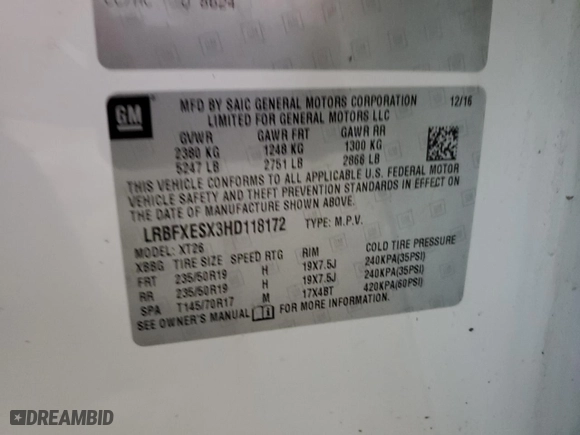 8624
GM
MFD BY SAIC GENERAL MOTORS CORPORATION 12/16
LIMITED FOR GENERAL MOTORS LLC
GVWR GAWR FRT GAWR RR
2380 KG 1248 KG 1300 KG
5247 LB 2751 LB 2866 LB
THIS VEHICLE CONFORMS TO ALL APPLICABLE U.S. FEDERAL MOTOR
VEHICLE SAFETY AND THEFT PREVENTION STANDARDS IN EFFECT ON
THE DATE OF MANUFACTURE SHOWN ABOVE.
LRBFXESX3HD118172 TYPE: M.P.V.
MODEL: XT26
XBBG TIRE SIZE SPEED RTG RIM COLD TIRE PRESSURE
FRT 235/50R19 H 19X7.5J 240KPA(35PSI)
RR 235/50R19 H 19X7.5J 240KPA(35PSI)
SPA T145/70R17 M 17X4BT 420KPA(60PSI)
SEE OWNER'S MANUAL FOR MORE INFORMATION.
DREAMBID